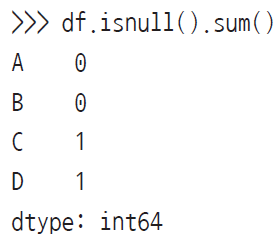 >>> df.isnull().sum()
A    0
B    0
C    1
D    1
dtype: int64